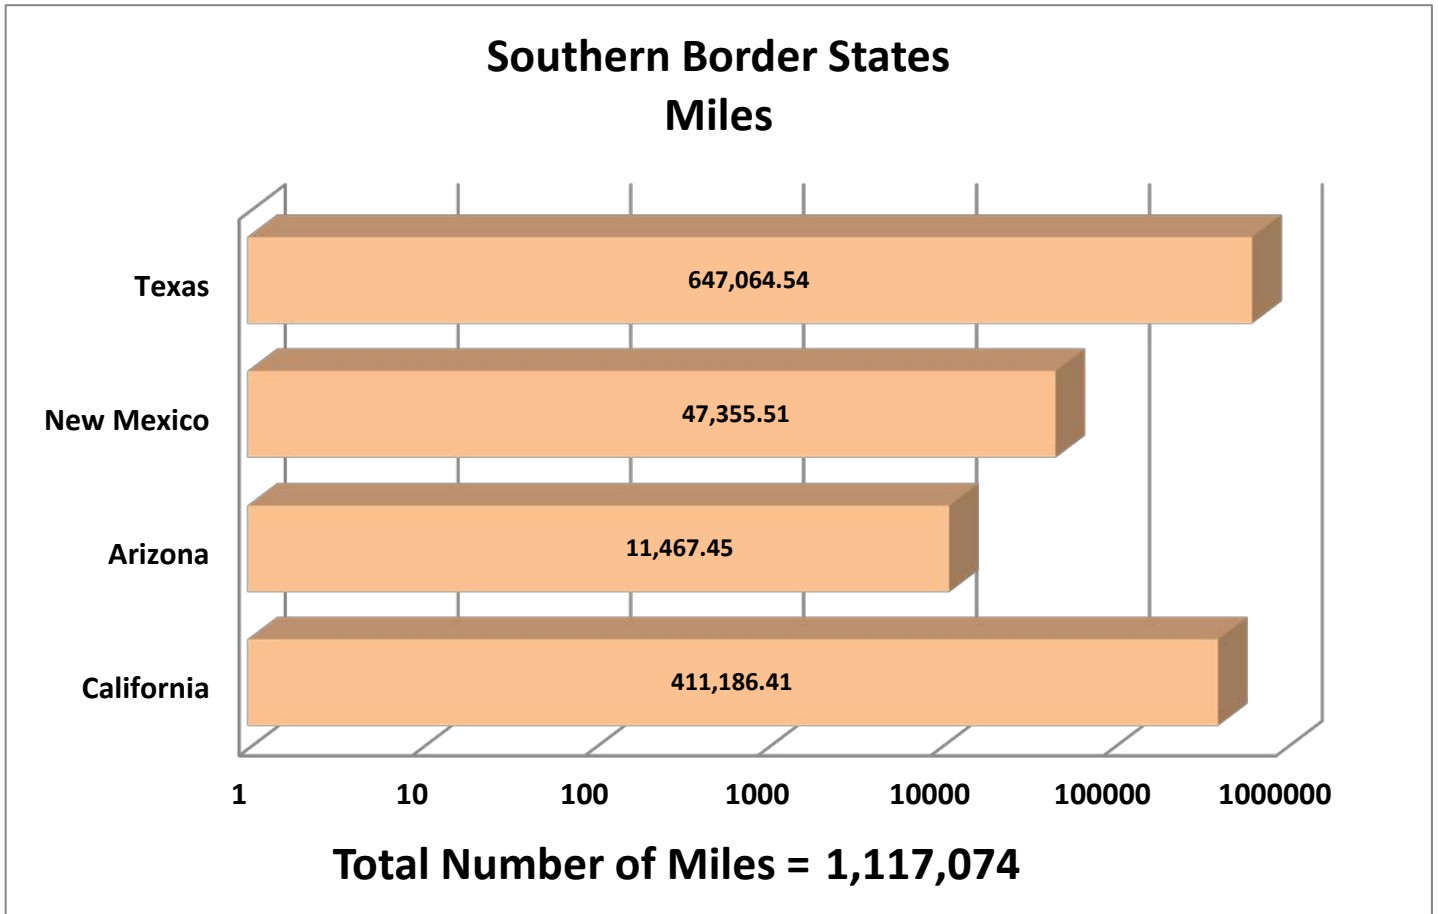 Southern Border States
Miles
Texas
647,064.54
New Mexico
47,355.51
Arizona
11,467.45
California
411,186.41
1 10 100 1000 10000 100000 1000000
Total Number of Miles = 1,117,074